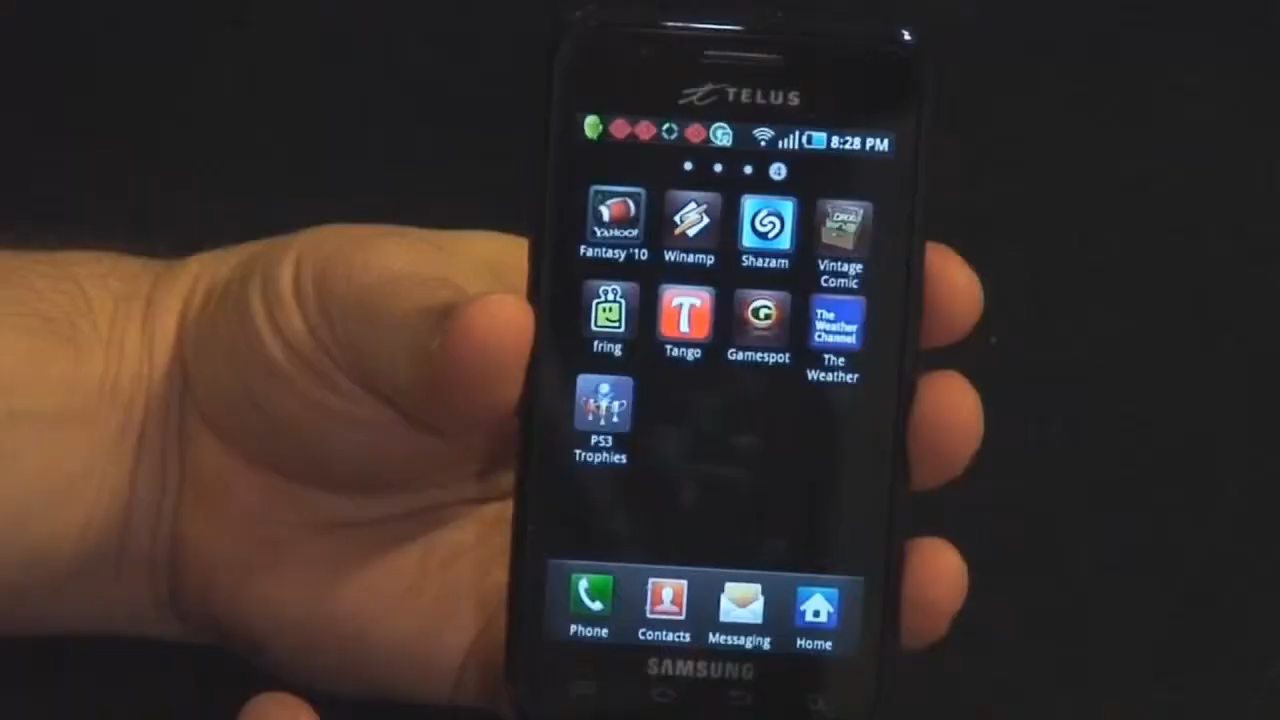 TELUS
8:28 PM
4
YAHOO!
Fantasy '10
Winamp
Shazam
Vintage
Comic
fring
T
Tango
G
Gamespot
The
Weather
Channel
The
Weather
PS3
Trophies
Phone
Contacts
Messaging
Home
SAMSUNG